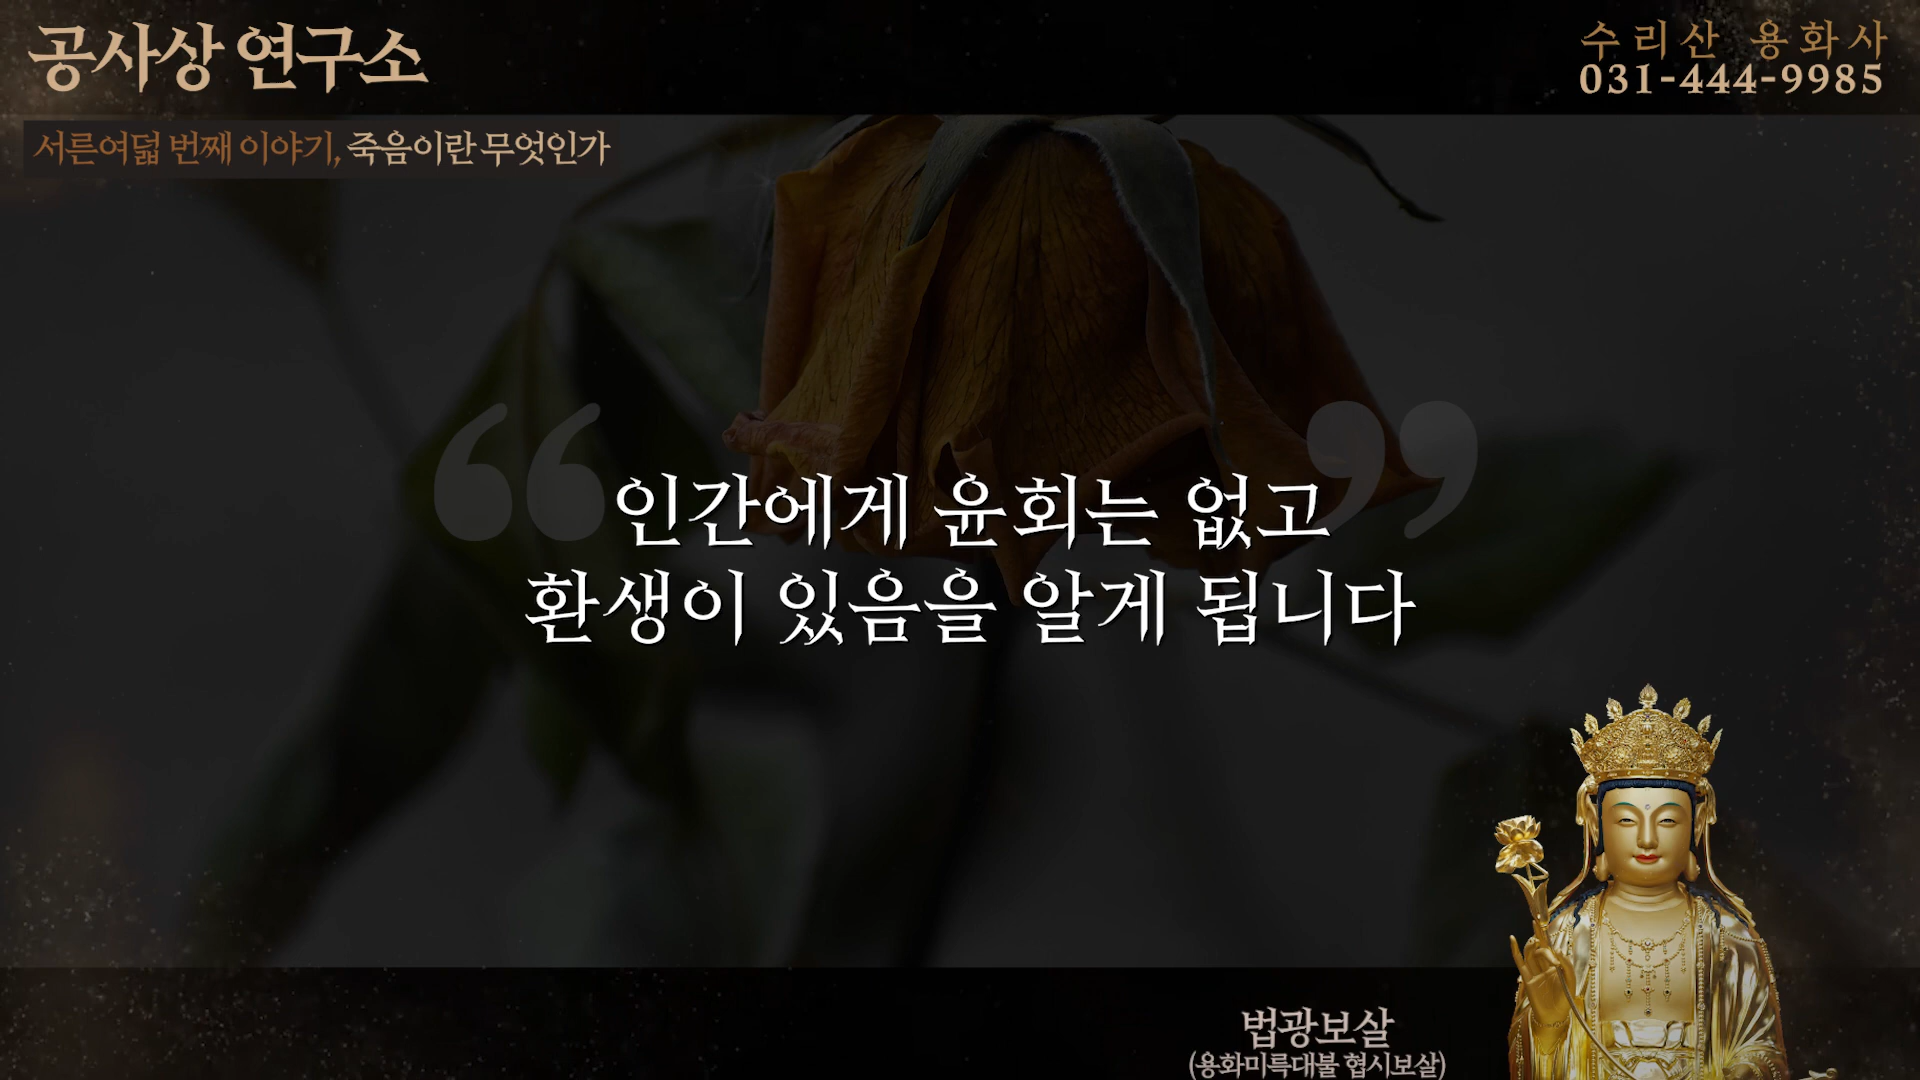 공사상 연구소
수리산 용화사
031-444-9985
서른여덟 번째 이야기, 죽음이란 무엇인가
“인간에게 윤회는 없고”
환생이 있음을 알게 됩니다
법광보살
(용화미륵대불 협시보살)